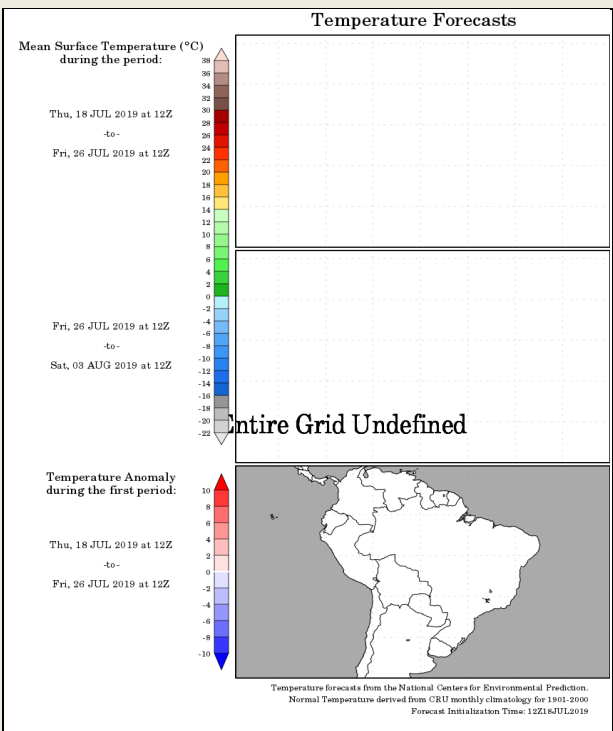 Temperature Forecasts
Mean Surface Temperature (°C)
during the period:
Thu, 18 JUL 2019 at 12Z
-to-
Fri, 26 JUL 2019 at 12Z
38
36
34
32
30
28
26
24
22
20
18
16
14
12
10
8
6
4
2
0
-2
-4
-6
-8
-10
-12
-14
-16
-18
-20
-22
Fri, 26 JUL 2019 at 12Z
-to-
Sat, 03 AUG 2019 at 12Z
Entire Grid Undefined
Temperature Anomaly
during the first period:
Thu, 18 JUL 2019 at 12Z
-to-
Fri, 26 JUL 2019 at 12Z
10
8
6
4
2
0
-2
-4
-6
-8
-10
Temperature forecasts from the National Centers for Environmental Prediction.
Normal Temperature derived from CRU monthly climatology for 1901-2000
Forecast Initialization Time: 12Z18JUL2019